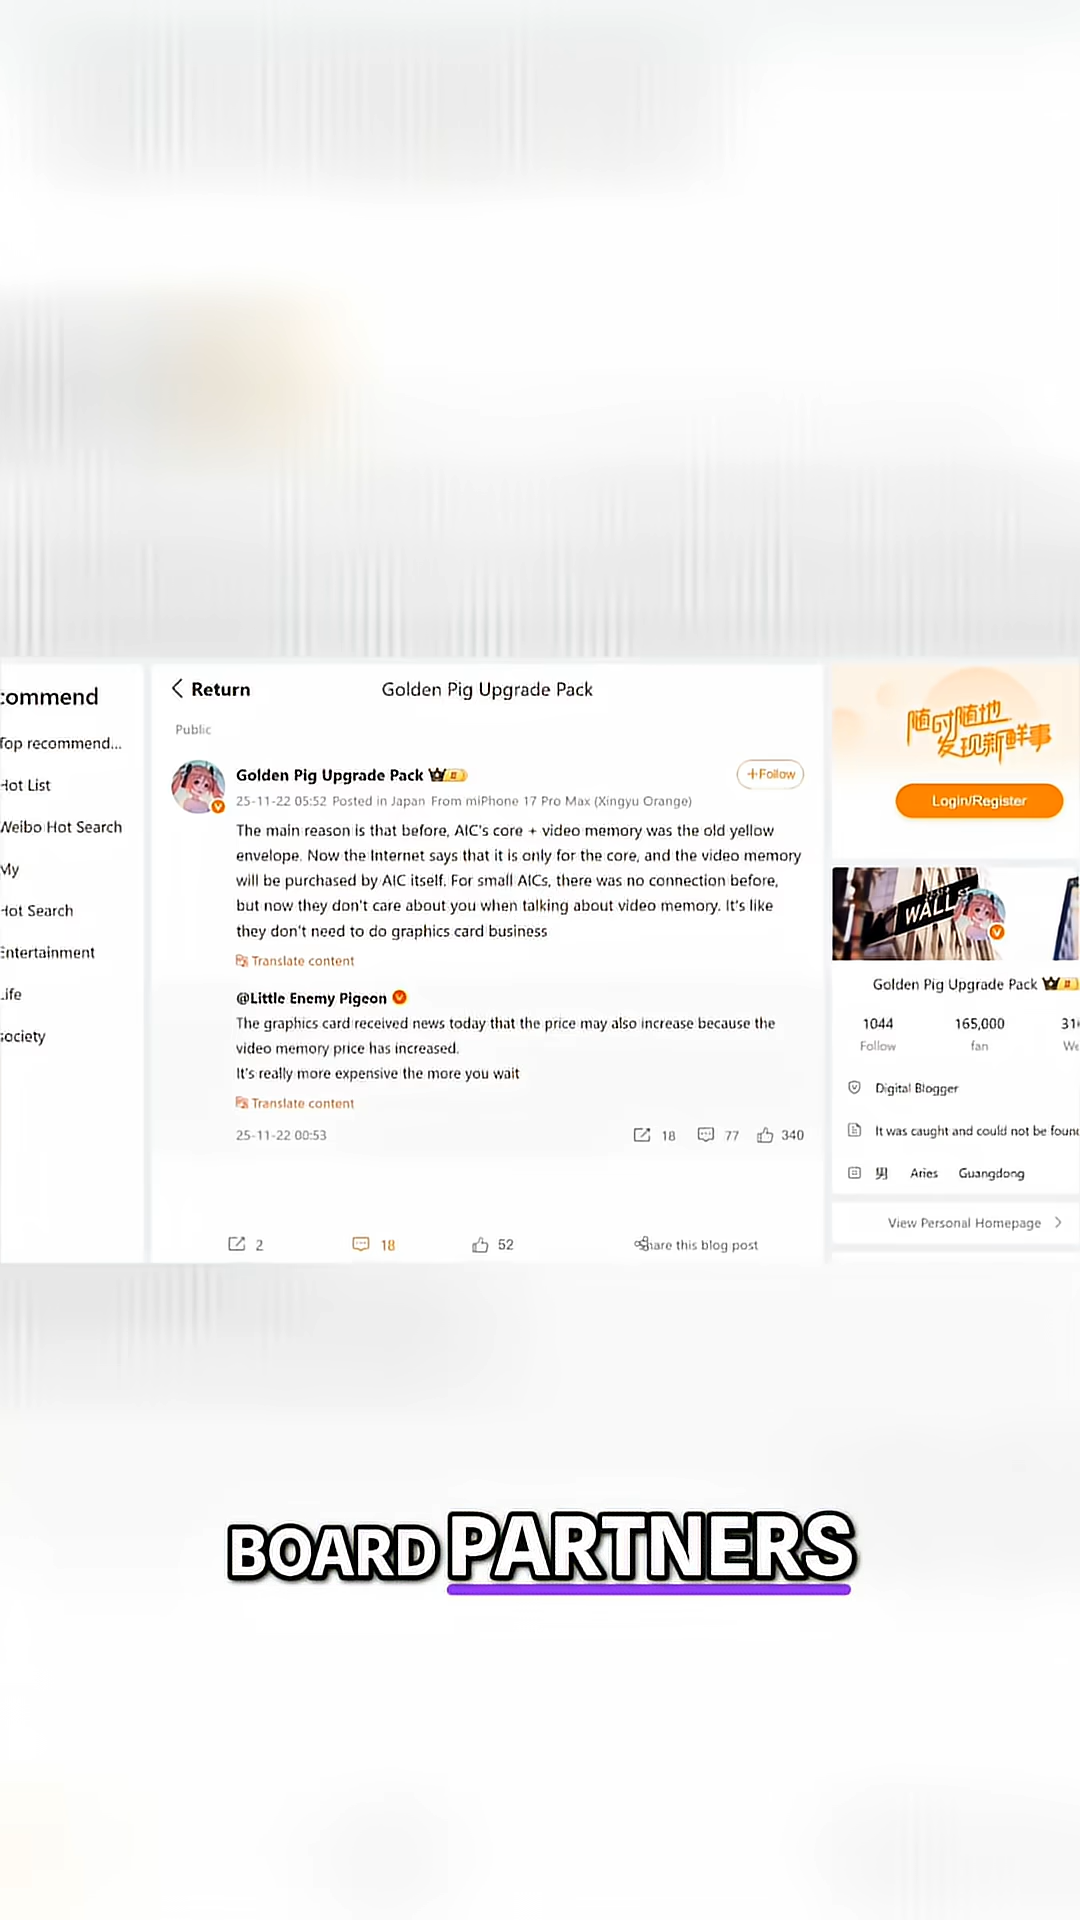 commend
Top recommend...
Hot List
Weibo Hot Search
My
Hot Search
Entertainment
Life
society
Return
Golden Pig Upgrade Pack
Public
Golden Pig Upgrade Pack
+Follow
25-11-22 05:52 Posted in Japan From miPhone 17 Pro Max (Xingyu Orange)
The main reason is that before, AIC's core + video memory was the old yellow
envelope. Now the Internet says that it is only for the core, and the video memory
will be purchased by AIC itself. For small AICs, there was no connection before,
but now they don't care about you when talking about video memory. It's like
they don't need to do graphics card business
Translate content
@Little Enemy Pigeon
The graphics card received news today that the price may also increase because the
video memory price has increased.
It's really more expensive the more you wait
Translate content
25-11-22 00:53
18 77 340
2 18 52 Share this blog post
随时随地
发现新鲜事
Login/Register
WALL ST
Golden Pig Upgrade Pack
1044 165,000 31
Follow fan We
Digital Blogger
It was caught and could not be found
男 Aries Guangdong
View Personal Homepage
BOARD PARTNERS